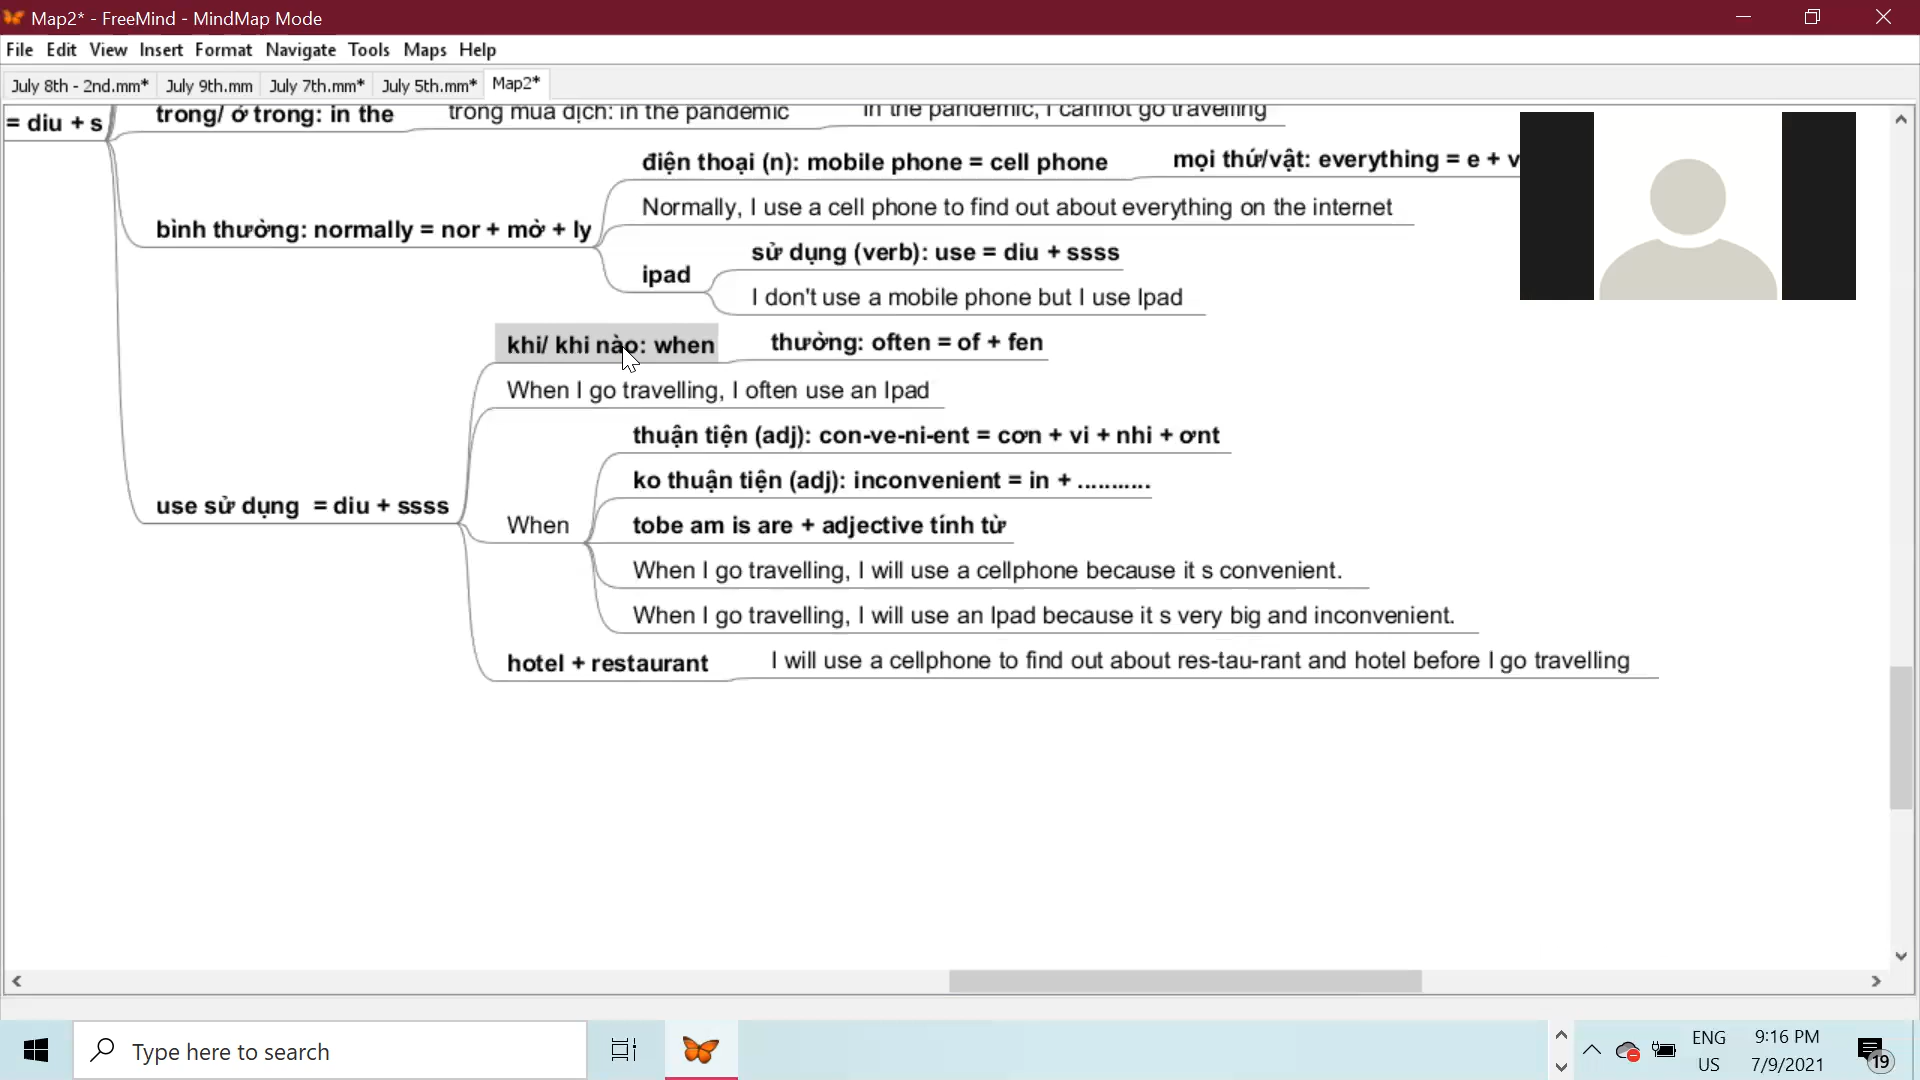 Map2* - FreeMind - MindMap Mode
File Edit View Insert Format Navigate Tools Maps Help
July 8th - 2nd.mm* July 9th.mm July 7th.mm* July 5th.mm* Map2*
= diu + s
trong/ ở trong: in the
trong mùa dịch: in the pandemic
In the pandemic, I cannot go travelling
điện thoại (n): mobile phone = cell phone
mọi thứ/vật: everything = e + v
Normally, I use a cell phone to find out about everything on the internet
bình thường: normally = nor + mờ + ly
sử dụng (verb): use = diu + ssss
ipad
I don't use a mobile phone but I use Ipad
khi/ khi nào: when
thường: often = of + fen
When I go travelling, I often use an Ipad
thuận tiện (adj): con-ve-ni-ent = cơn + vi + nhi + ơnt
ko thuận tiện (adj): inconvenient = in + ...........
use sử dụng = diu + ssss
When
tobe am is are + adjective tính từ
When I go travelling, I will use a cellphone because it s convenient.
When I go travelling, I will use an Ipad because it s very big and inconvenient.
hotel + restaurant
I will use a cellphone to find out about res-tau-rant and hotel before I go travelling
Type here to search
ENG
US
9:16 PM
7/9/2021
19